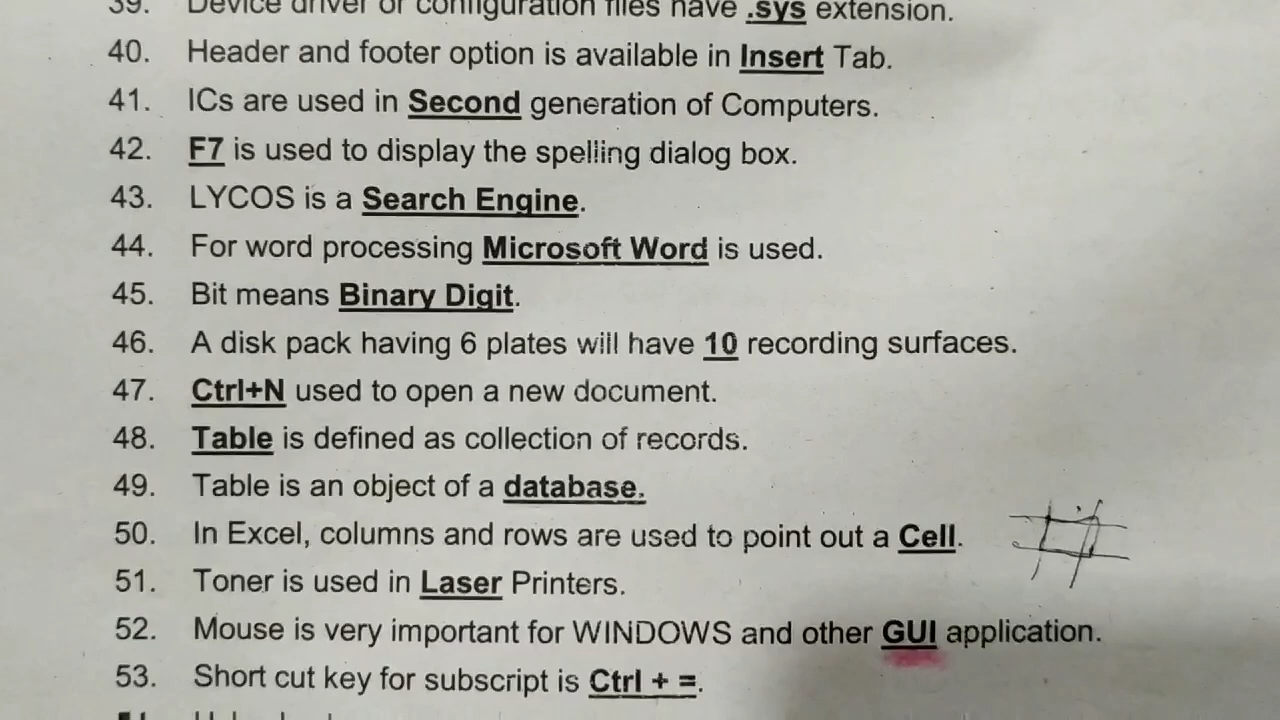 39. Device driver or configuration files have .sys extension.
40. Header and footer option is available in Insert Tab.
41. ICs are used in Second generation of Computers.
42. F7 is used to display the spelling dialog box.
43. LYCOS is a Search Engine.
44. For word processing Microsoft Word is used.
45. Bit means Binary Digit.
46. A disk pack having 6 plates will have 10 recording surfaces.
47. Ctrl+N used to open a new document.
48. Table is defined as collection of records.
49. Table is an object of a database.
50. In Excel, columns and rows are used to point out a Cell.
51. Toner is used in Laser Printers.
52. Mouse is very important for WINDOWS and other GUI application.
53. Short cut key for subscript is Ctrl + =.